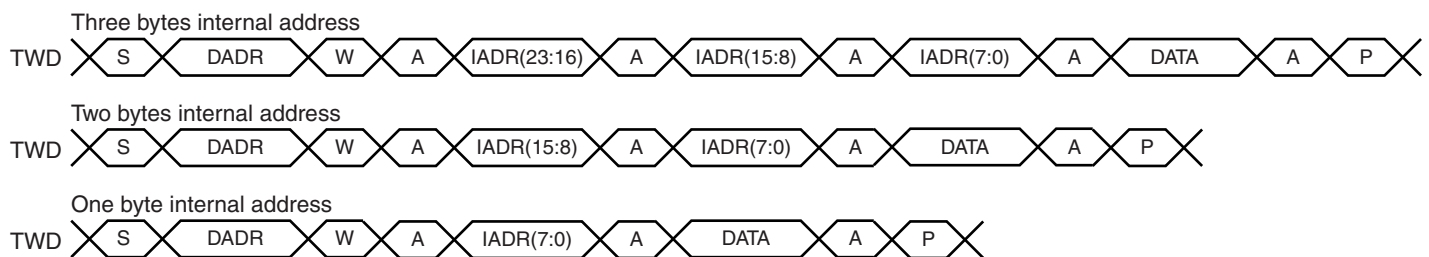 Three bytes internal address
TWD S DADR W A IADR(23:16) A IADR(15:8) A IADR(7:0) A DATA A P
Two bytes internal address
TWD S DADR W A IADR(15:8) A IADR(7:0) A DATA A P
One byte internal address
TWD S DADR W A IADR(7:0) A DATA A P